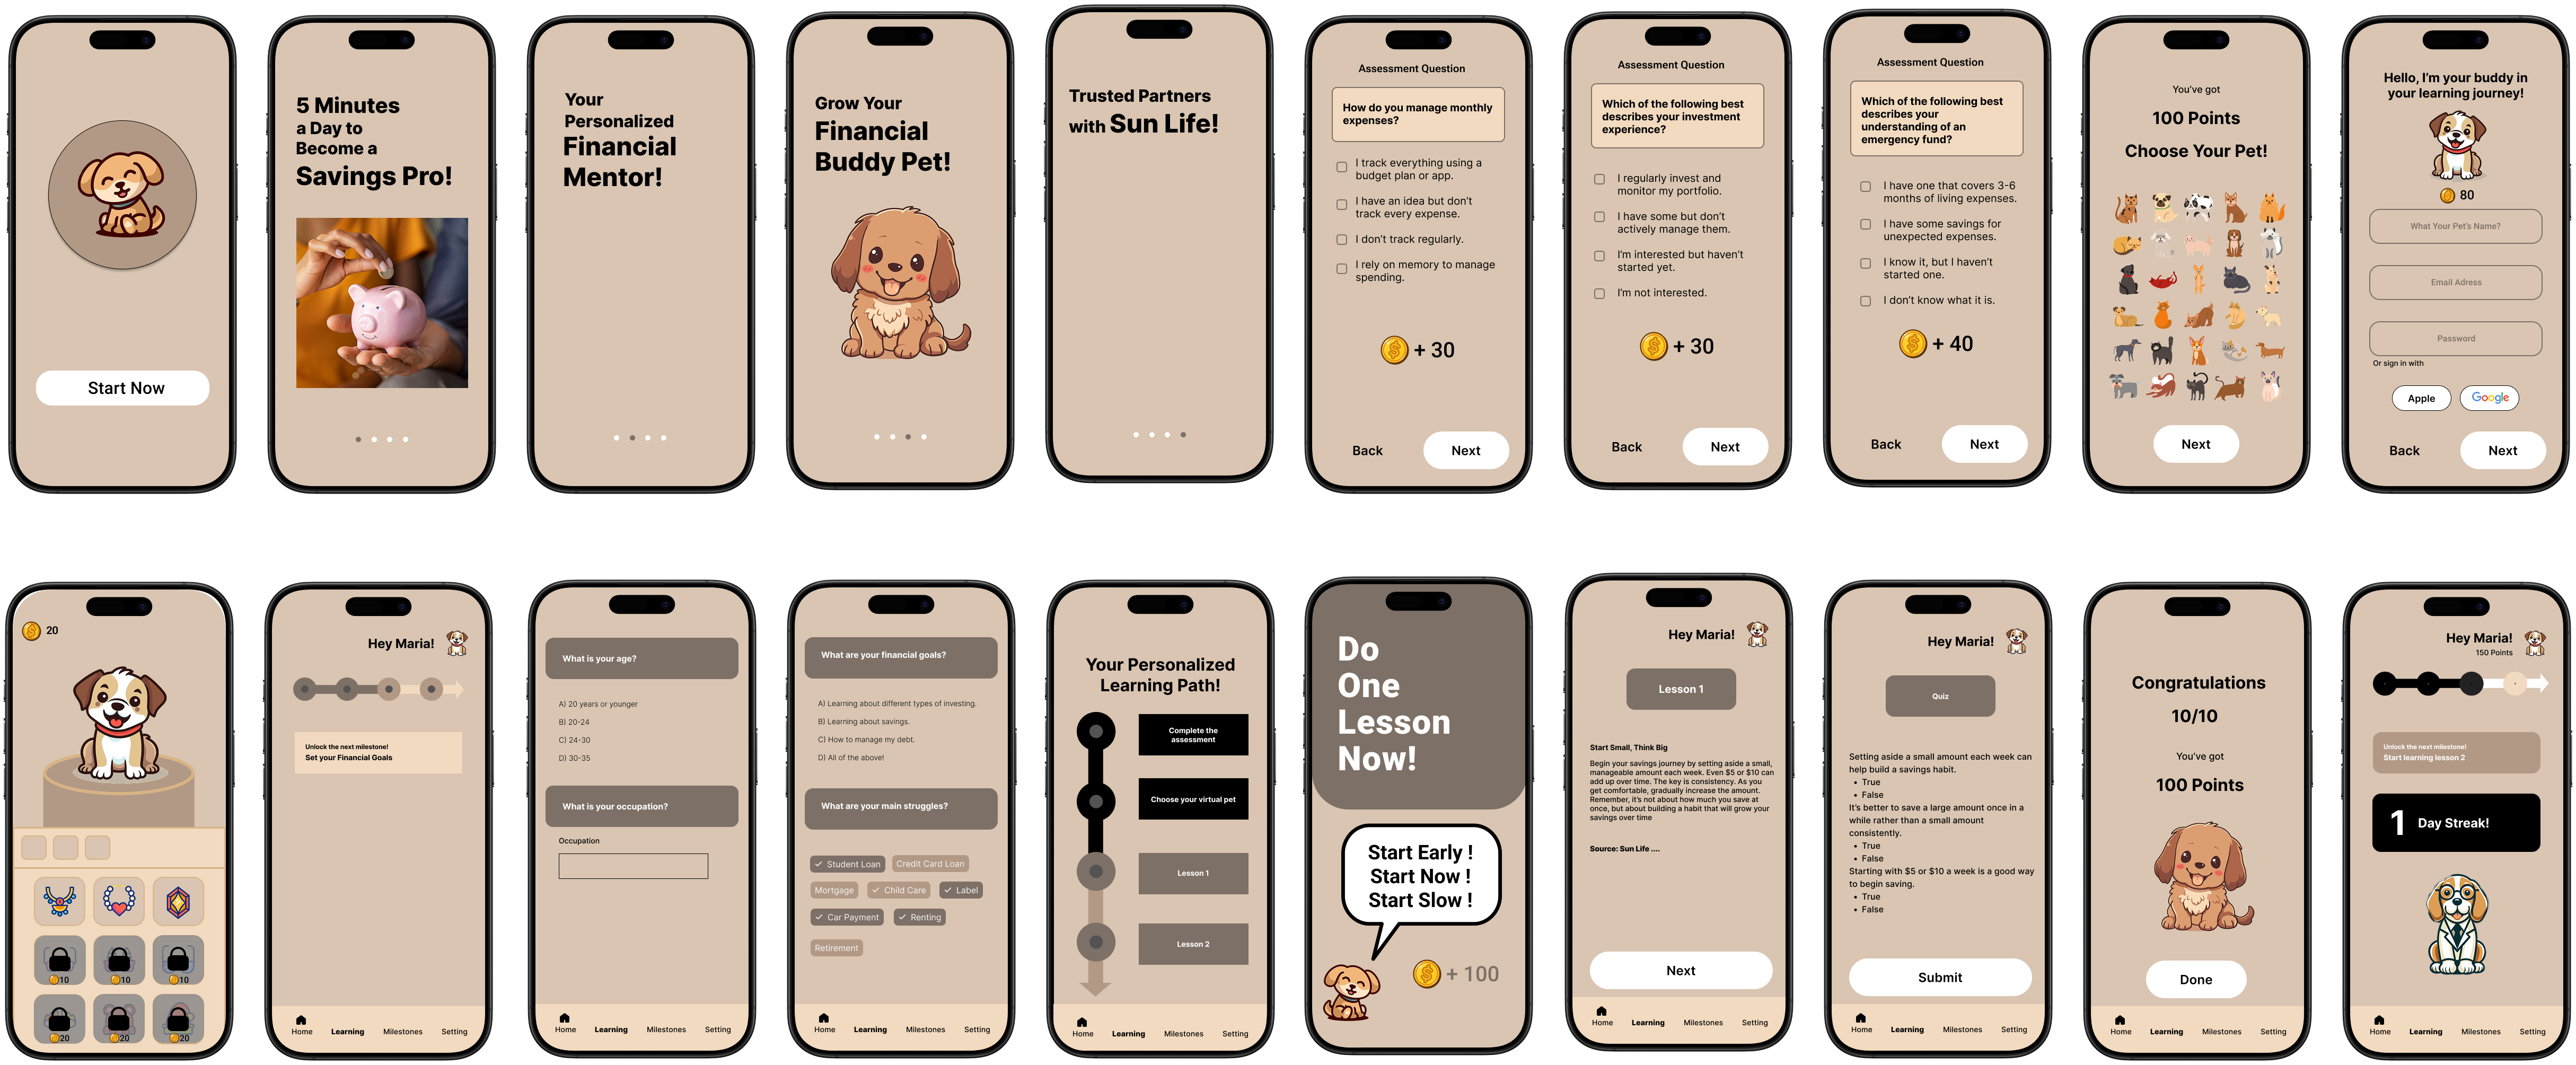 Start Now
5 Minutes
a Day to
Become a
Savings Pro!
Your
Personalized
Financial
Mentor!
Grow Your
Financial
Buddy Pet!
Trusted Partners
with Sun Life!
Assessment Question
How do you manage monthly
expenses?
I track everything using a
budget plan or app.
I have an idea but don't
track every expense.
I don't track regularly.
I rely on memory to manage
spending.
+ 30
Back
Next
Assessment Question
Which of the following best
describes your investment
experience?
I regularly invest and
monitor my portfolio.
I have some but don't
actively manage them.
I'm interested but haven't
started yet.
I'm not interested.
+ 30
Back
Next
Assessment Question
Which of the following best
describes your
understanding of an
emergency fund?
I have one that covers 3-6
months of living expenses.
I have some savings for
unexpected expenses.
I know it, but I haven't
started one.
I don't know what it is.
+ 40
Back
Next
You've got
100 Points
Choose Your Pet!
Next
Hello, I'm your buddy in
your learning journey!
80
What Your Pet's Name?
Email Adress
Password
Or sign in with
Apple
Google
Back
Next
20
10
10
10
20
20
20
Hey Maria!
Unlock the next milestone!
Set your Financial Goals
Home
Learning
Milestones
Setting
What is your age?
A) 20 years or younger
B) 20-24
C) 24-30
D) 30-35
What is your occupation?
Occupation
Home
Learning
Milestones
Setting
What are your financial goals?
A) Learning about different types of investing.
B) Learning about savings.
C) How to manage my debt.
D) All of the above!
What are your main struggles?
Student Loan
Credit Card Loan
Mortgage
Child Care
Label
Car Payment
Renting
Retirement
Home
Learning
Milestones
Setting
Your Personalized
Learning Path!
Complete the
assessment
Choose your virtual pet
Lesson 1
Lesson 2
Home
Learning
Milestones
Setting
Do
One
Lesson
Now!
Start Early !
Start Now !
Start Slow !
+ 100
Hey Maria!
Lesson 1
Start Small, Think Big
Begin your savings journey by setting aside a small,
manageable amount each week. Even $5 or $10 can
add up over time. The key is consistency. As you
get comfortable, gradually increase the amount.
Remember, it's not about how much you save at
once, but about building a habit that will grow your
savings over time
Source: Sun Life ....
Next
Home
Learning
Milestones
Setting
Hey Maria!
Quiz
Setting aside a small amount each week can
help build a savings habit.
• True
• False
It's better to save a large amount once in a
while rather than a small amount
consistently.
• True
• False
Starting with $5 or $10 a week is a good way
to begin saving.
• True
• False
Submit
Home
Learning
Milestones
Setting
Congratulations
10/10
You've got
100 Points
Done
Home
Learning
Milestones
Setting
Hey Maria!
150 Points
Unlock the next milestone!
Start learning lesson 2
1 Day Streak!
Home
Learning
Milestones
Setting